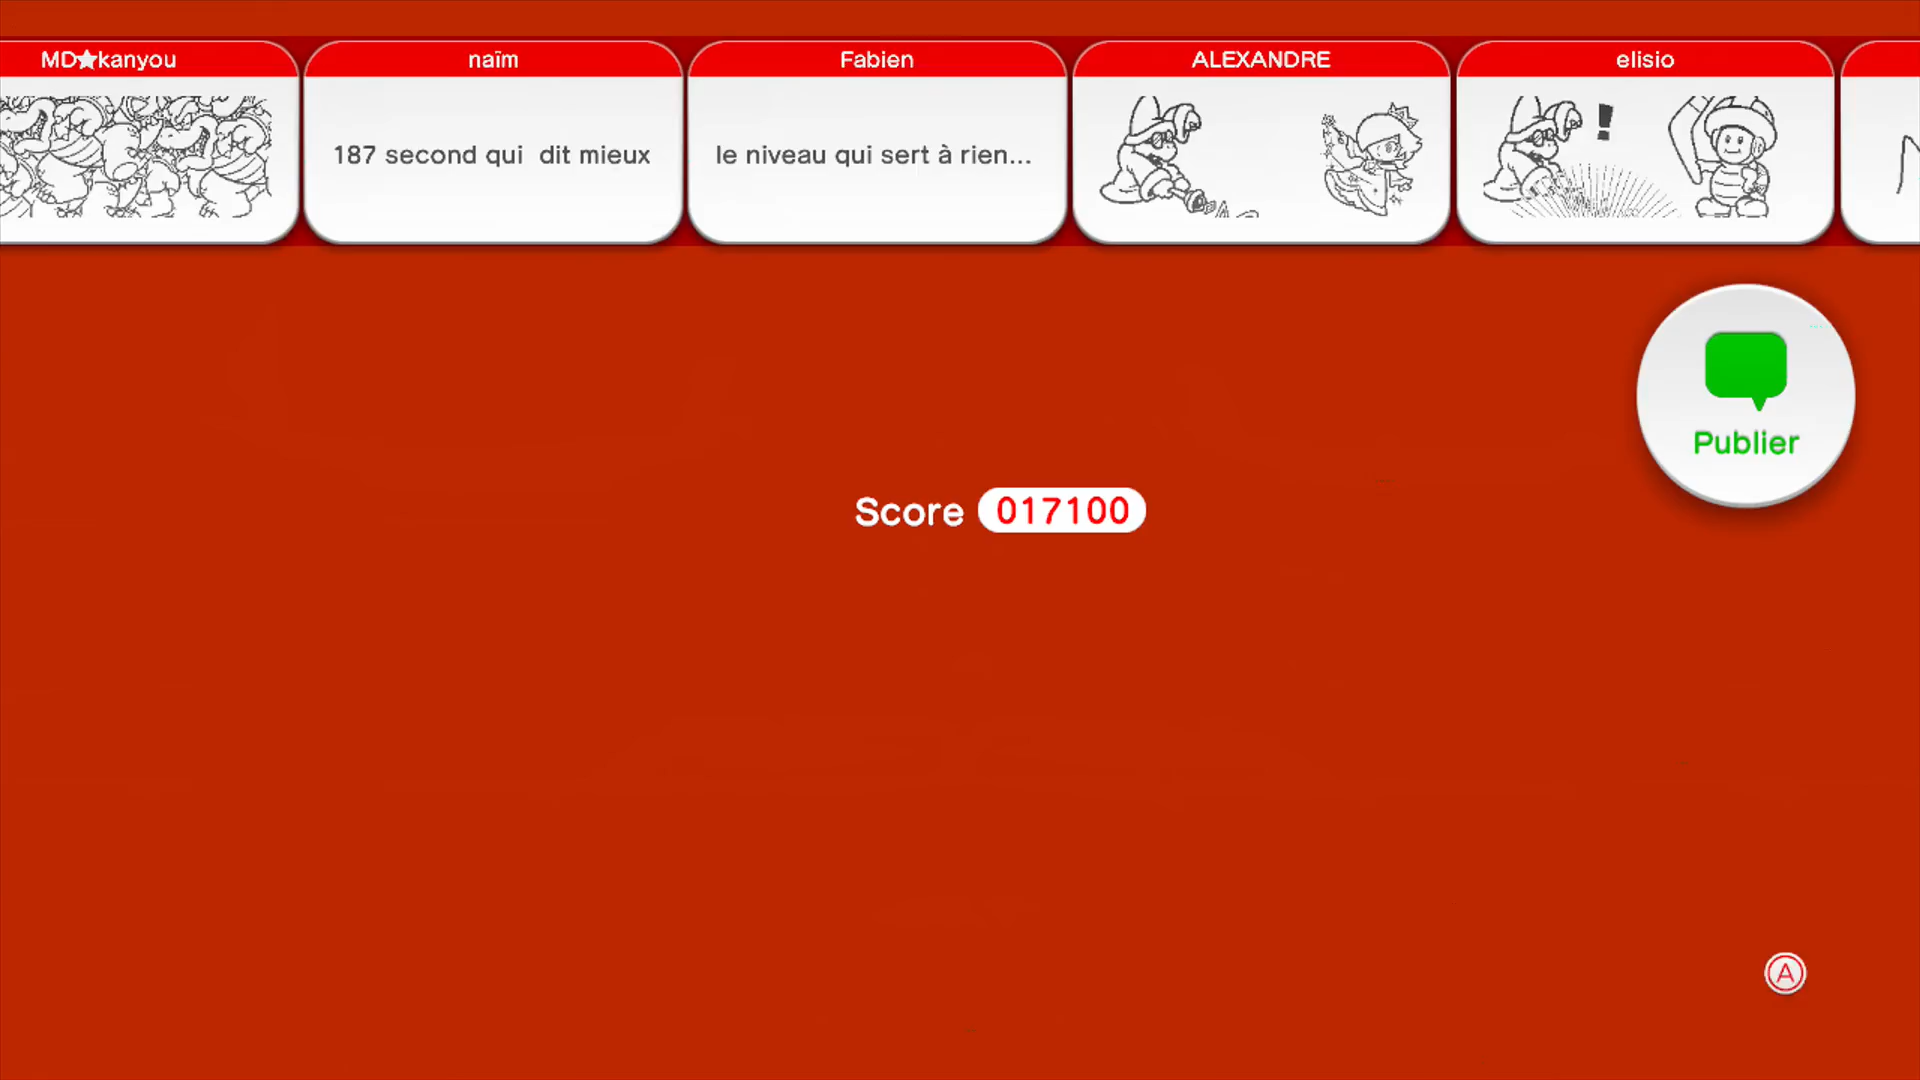 MD★kanyou
naïm
Fabien
ALEXANDRE
elisio
187 second qui  dit mieux
le niveau qui sert à rien...
!
Publier
Score 017100
A